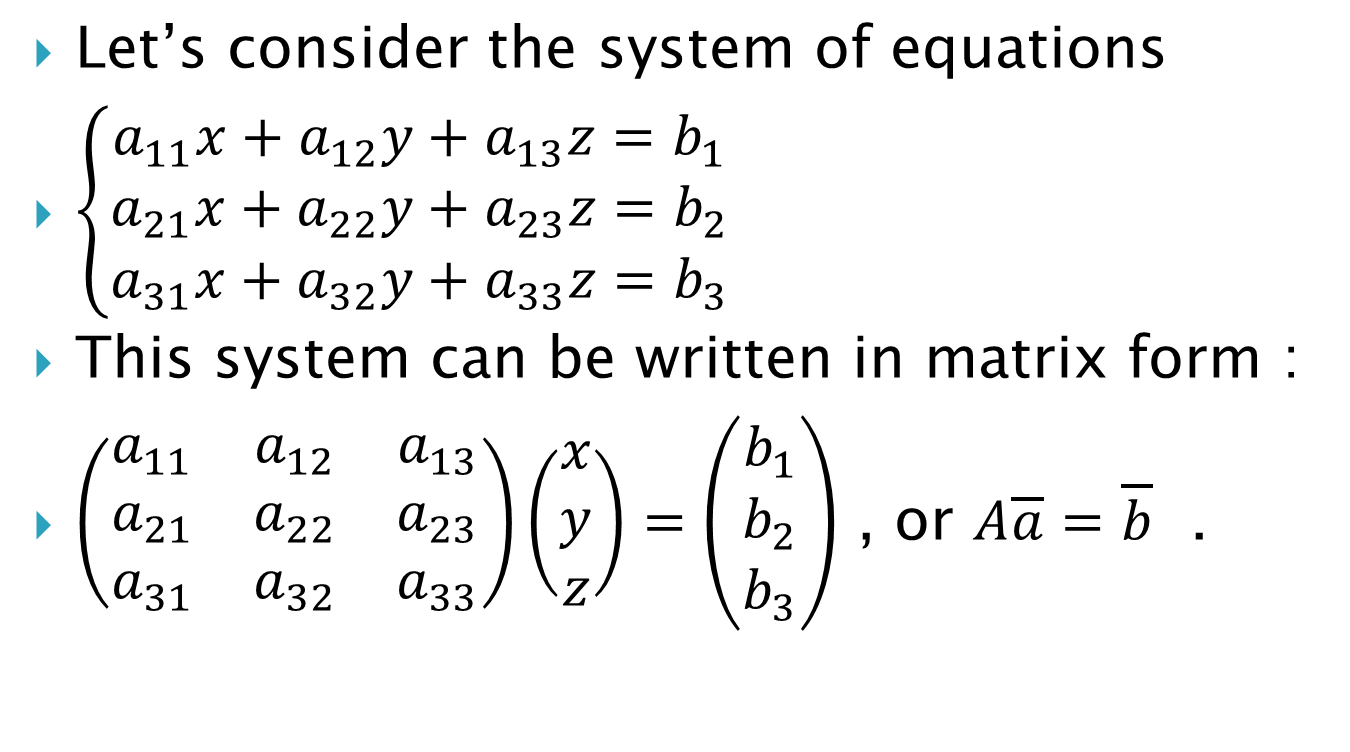 Let's consider the system of equations
a₁₁x + a₁₂y + a₁₃z = b₁
a₂₁x + a₂₂y + a₂₃z = b₂
a₃₁x + a₃₂y + a₃₃z = b₃
This system can be written in matrix form :
(a₁₁ a₁₂ a₁₃ / a₂₁ a₂₂ a₂₃ / a₃₁ a₃₂ a₃₃)(x / y / z) = (b₁ / b₂ / b₃) , or Aa̅ = b̅ .